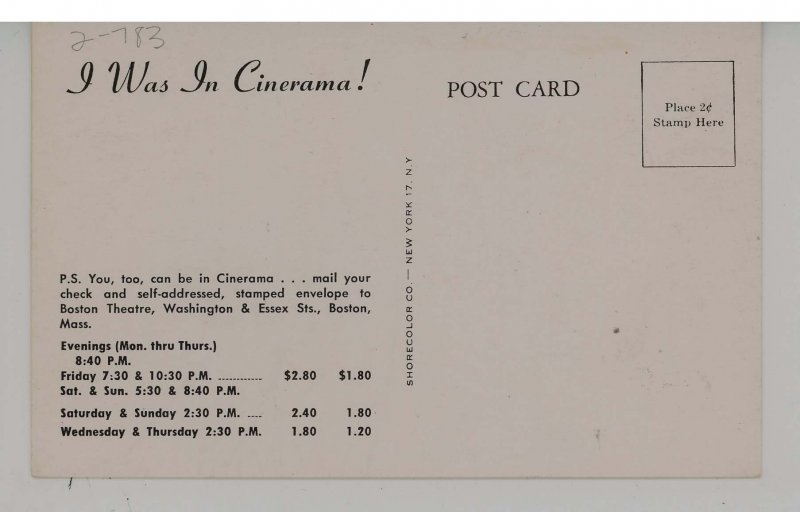 2-783
I Was In Cinerama!
P.S. You, too, can be in Cinerama . . . mail your
check and self-addressed, stamped envelope to
Boston Theatre, Washington & Essex Sts., Boston,
Mass.
Evenings (Mon. thru Thurs.)
8:40 P.M.
Friday 7:30 & 10:30 P.M. ............ $2.80 $1.80
Sat. & Sun. 5:30 & 8:40 P.M.
Saturday & Sunday 2:30 P.M. .... 2.40 1.80
Wednesday & Thursday 2:30 P.M. 1.80 1.20
SHORECOLOR CO. — NEW YORK 17. N.Y
POST CARD
Place 2¢
Stamp Here